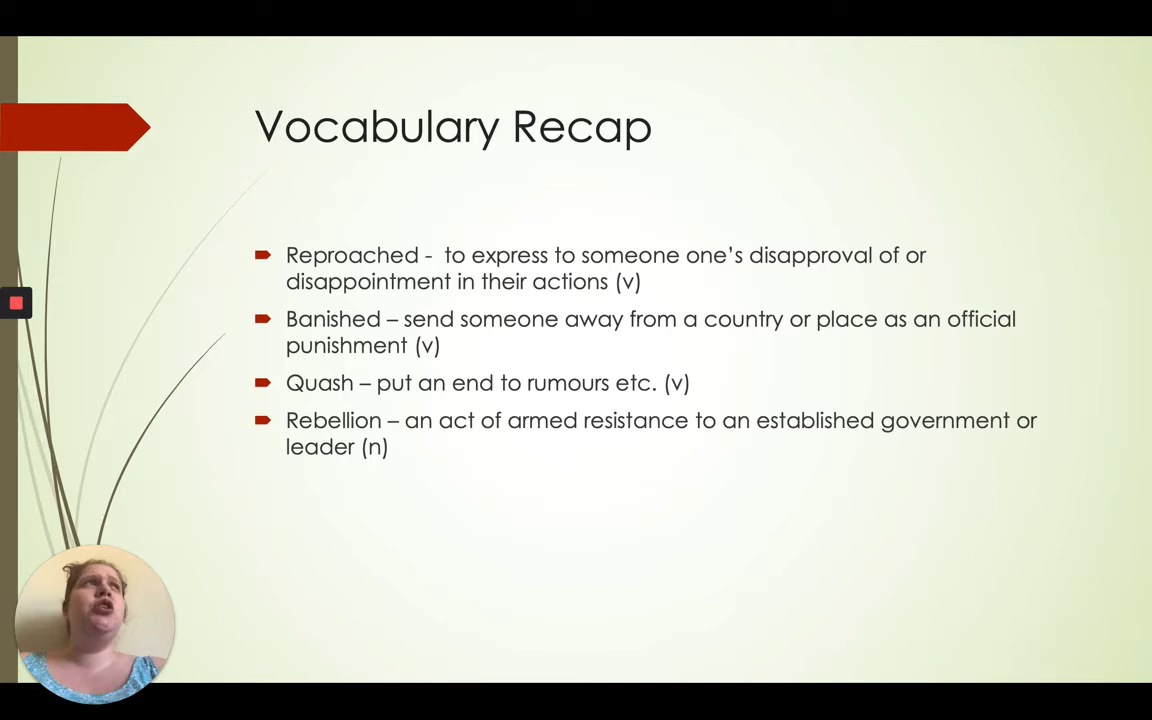 Vocabulary Recap
Reproached -  to express to someone one’s disapproval of or
disappointment in their actions (v)
Banished – send someone away from a country or place as an official
punishment (v)
Quash – put an end to rumours etc. (v)
Rebellion – an act of armed resistance to an established government or
leader (n)